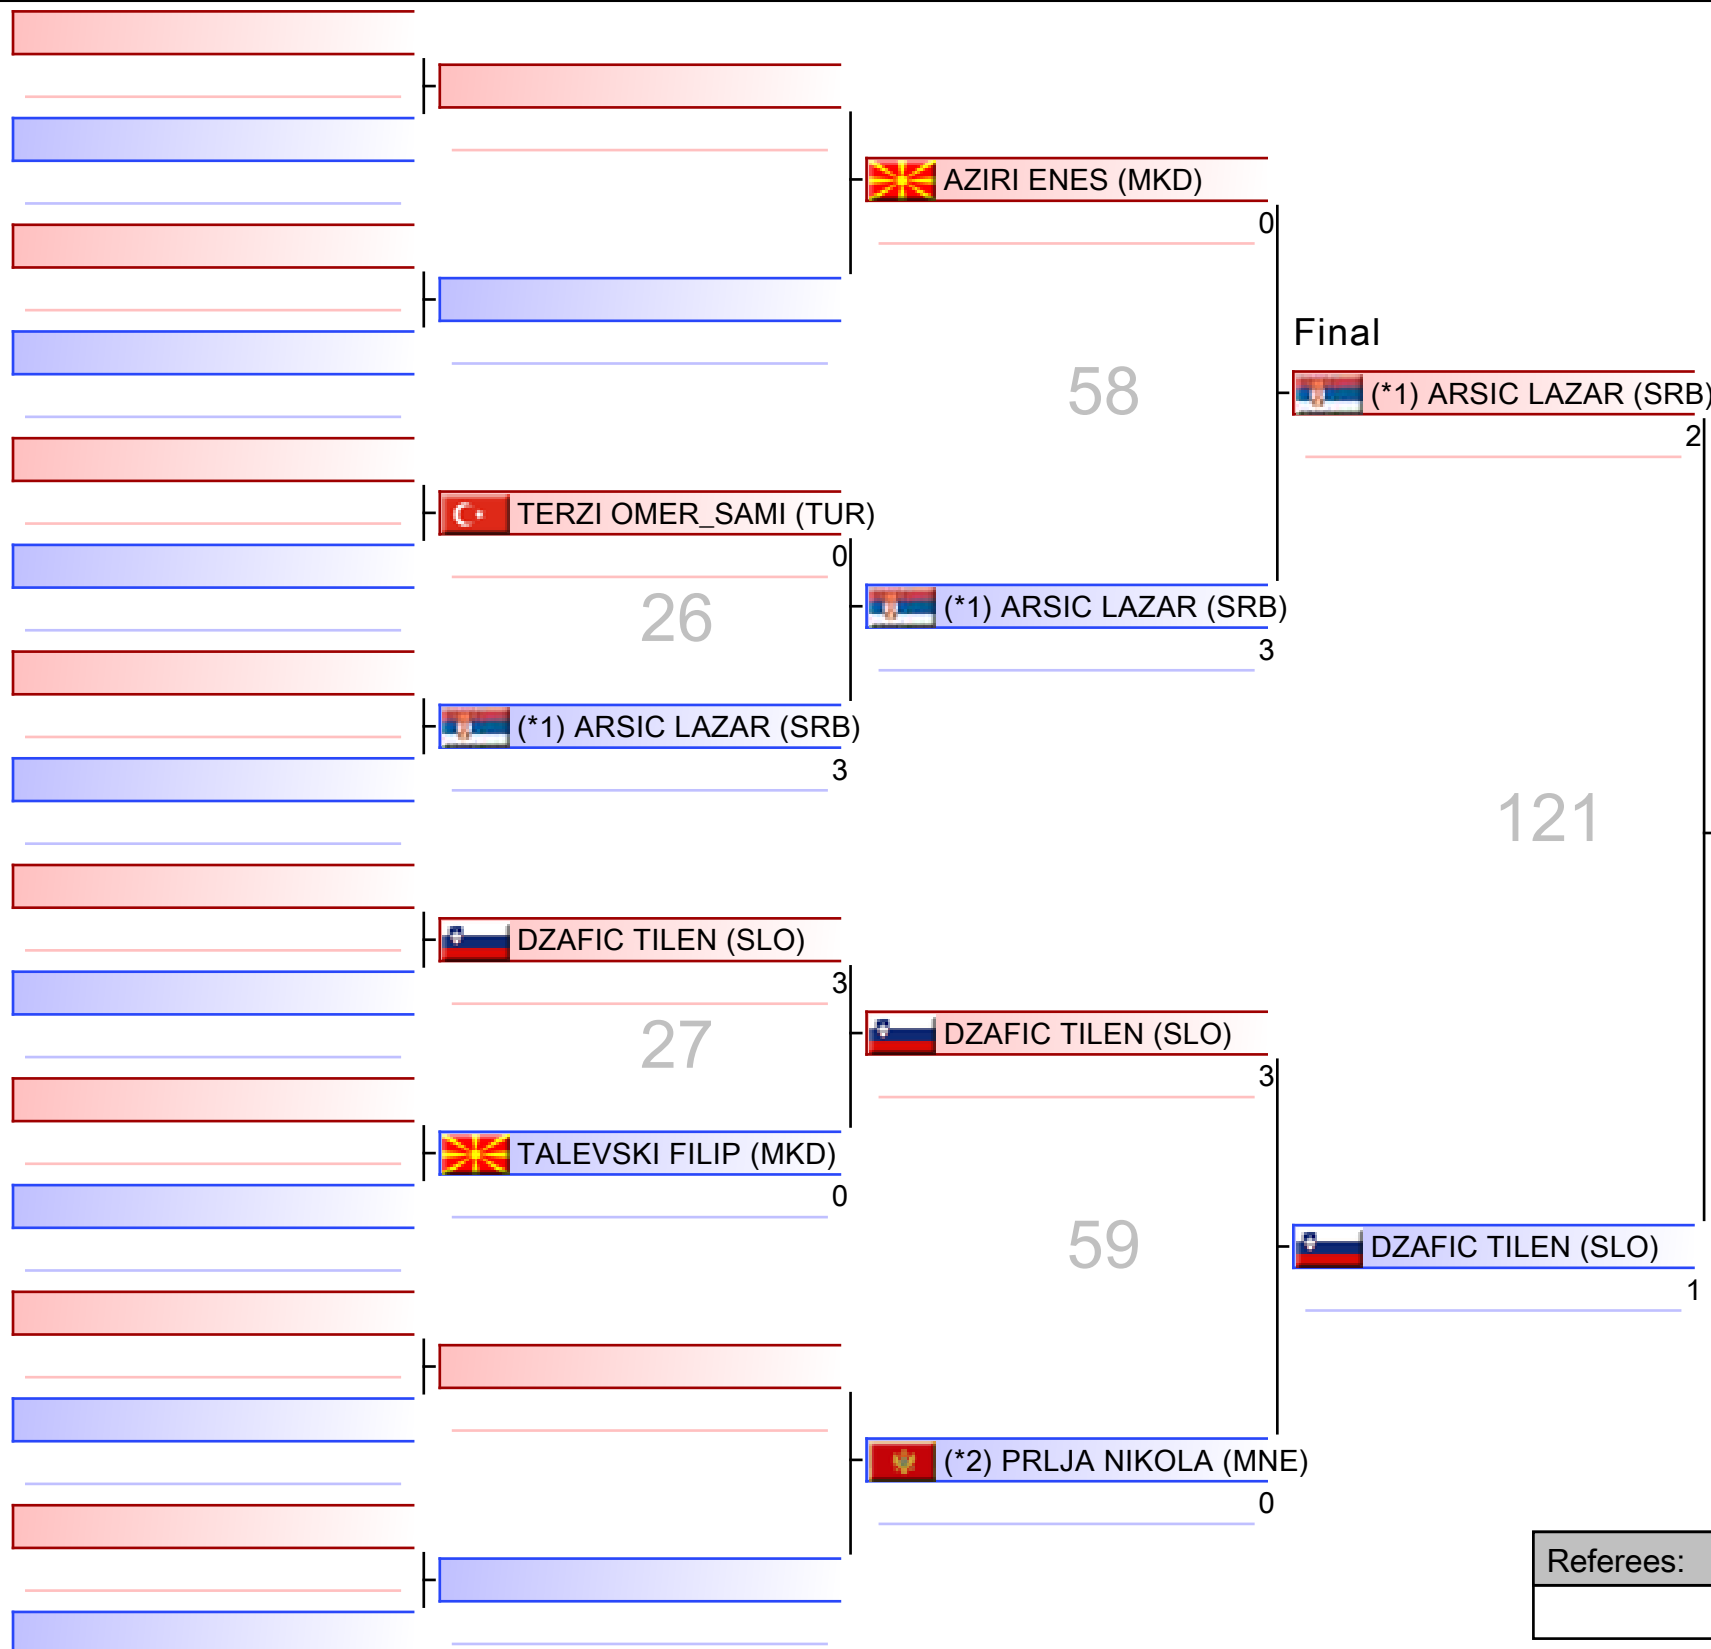 AZIRI ENES (MKD)
0
Final
58
(*1) ARSIC LAZAR (SRB)
2
TERZI OMER_SAMI (TUR)
0
26
(*1) ARSIC LAZAR (SRB)
3
(*1) ARSIC LAZAR (SRB)
3
121
DZAFIC TILEN (SLO)
3
27
DZAFIC TILEN (SLO)
3
TALEVSKI FILIP (MKD)
0
59
DZAFIC TILEN (SLO)
1
(*2) PRLJA NIKOLA (MNE)
0
Referees: